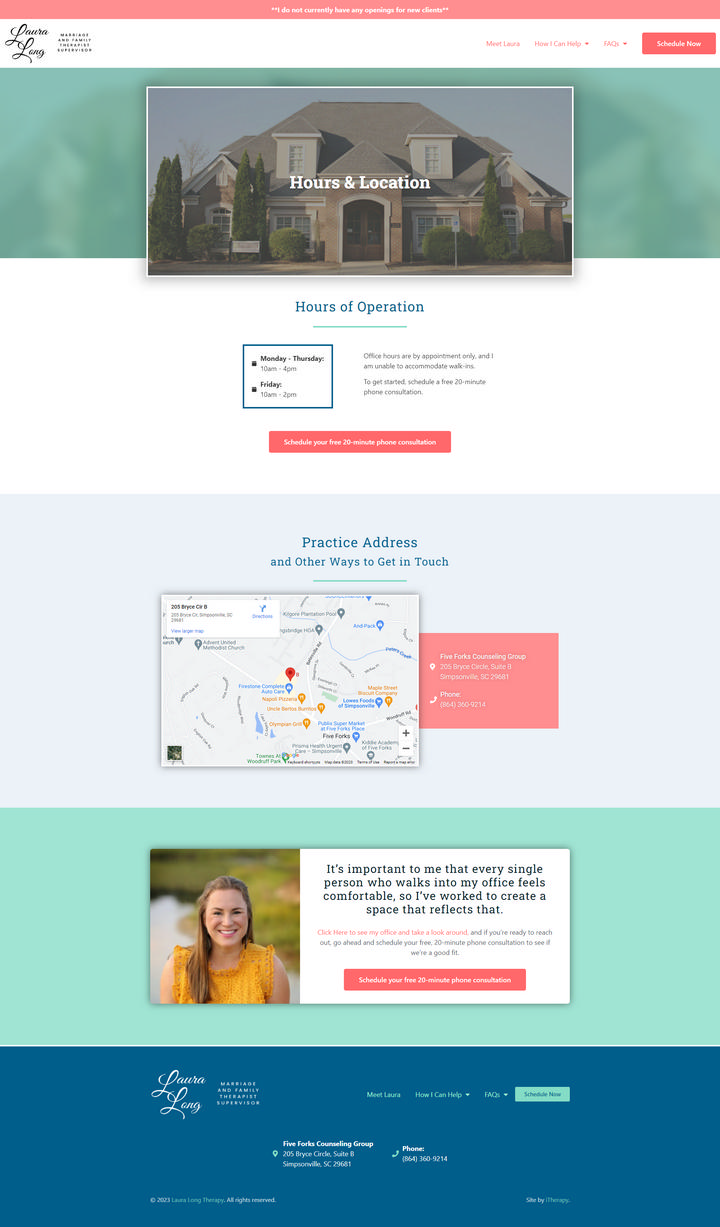 **I do not currently have any openings for new clients**
Laura
Long
MARRIAGE
AND FAMILY
THERAPIST
SUPERVISOR
Meet Laura
How I Can Help
FAQs
Schedule Now
Hours & Location
Hours of Operation
Monday - Thursday:
10am - 4pm
Friday:
10am - 2pm
Office hours are by appointment only, and I
am unable to accommodate walk-ins.
To get started, schedule a free 20-minute
phone consultation.
Schedule your free 20-minute phone consultation
Practice Address
and Other Ways to Get in Touch
205 Bryce Cir B
205 Bryce Cir, Simpsonville, SC
29681
Directions
View larger map
Kilgore Plantation Pool
And-Pack
Kingsbridge HOA
Advent United
Methodist Church
Peters Creek
Batesville Rd
B
Firestone Complete
Auto Care
Napoli Pizzeria
Uncle Bertos Burritos
Olympian Grill
Maple Street
Biscuit Company
Lowes Foods
of Simpsonville
Woodruff Rd
Publix Super Market
at Five Forks Place
Five Forks
Prisma Health Urgent
Care – Simpsonville
Kiddie Academy
of Five Forks
Townes At
Woodruff Park
Google
Keyboard shortcuts
Map data ©2023
Terms of Use
Report a map error
Five Forks Counseling Group
205 Bryce Circle, Suite B
Simpsonville, SC 29681
Phone:
(864) 360-9214
It's important to me that every single
person who walks into my office feels
comfortable, so I've worked to create a
space that reflects that.
Click Here to see my office and take a look around, and if you're ready to reach
out, go ahead and schedule your free, 20-minute phone consultation to see if
we're a good fit.
Schedule your free 20-minute phone consultation
Laura
Long
MARRIAGE
AND FAMILY
THERAPIST
SUPERVISOR
Meet Laura
How I Can Help
FAQs
Schedule Now
Five Forks Counseling Group
205 Bryce Circle, Suite B
Simpsonville, SC 29681
Phone:
(864) 360-9214
© 2023 Laura Long Therapy. All rights reserved.
Site by iTherapy.